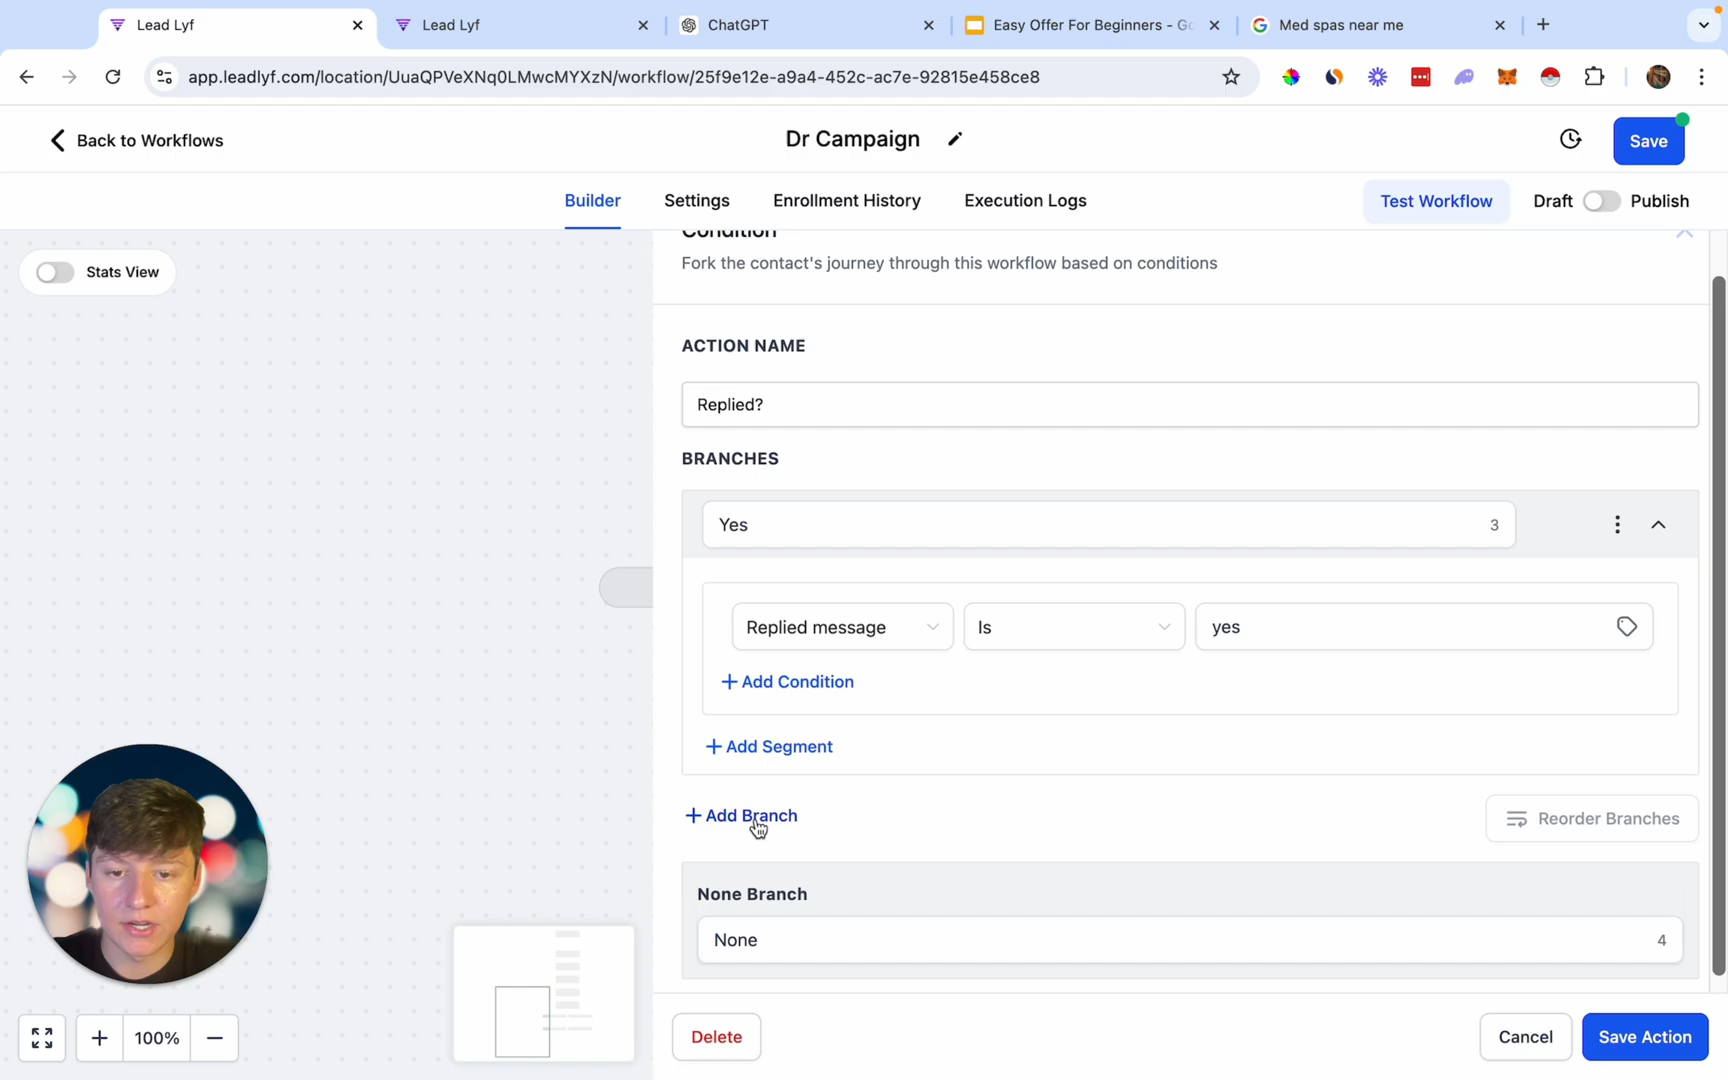 Lead Lyf
Lead Lyf
ChatGPT
Easy Offer For Beginners - Go
Med spas near me
app.leadlyf.com/location/UuaQPVeXNq0LMwcMYXzN/workflow/25f9e12e-a9a4-452c-ac7e-92815e458ce8
Back to Workflows
Dr Campaign
Save
Builder
Settings
Enrollment History
Execution Logs
Test Workflow
Draft
Publish
Stats View
Condition
Fork the contact's journey through this workflow based on conditions
ACTION NAME
Replied?
BRANCHES
Yes
3
Replied message
Is
yes
+ Add Condition
+ Add Segment
+ Add Branch
Reorder Branches
None Branch
None
4
100%
Delete
Cancel
Save Action